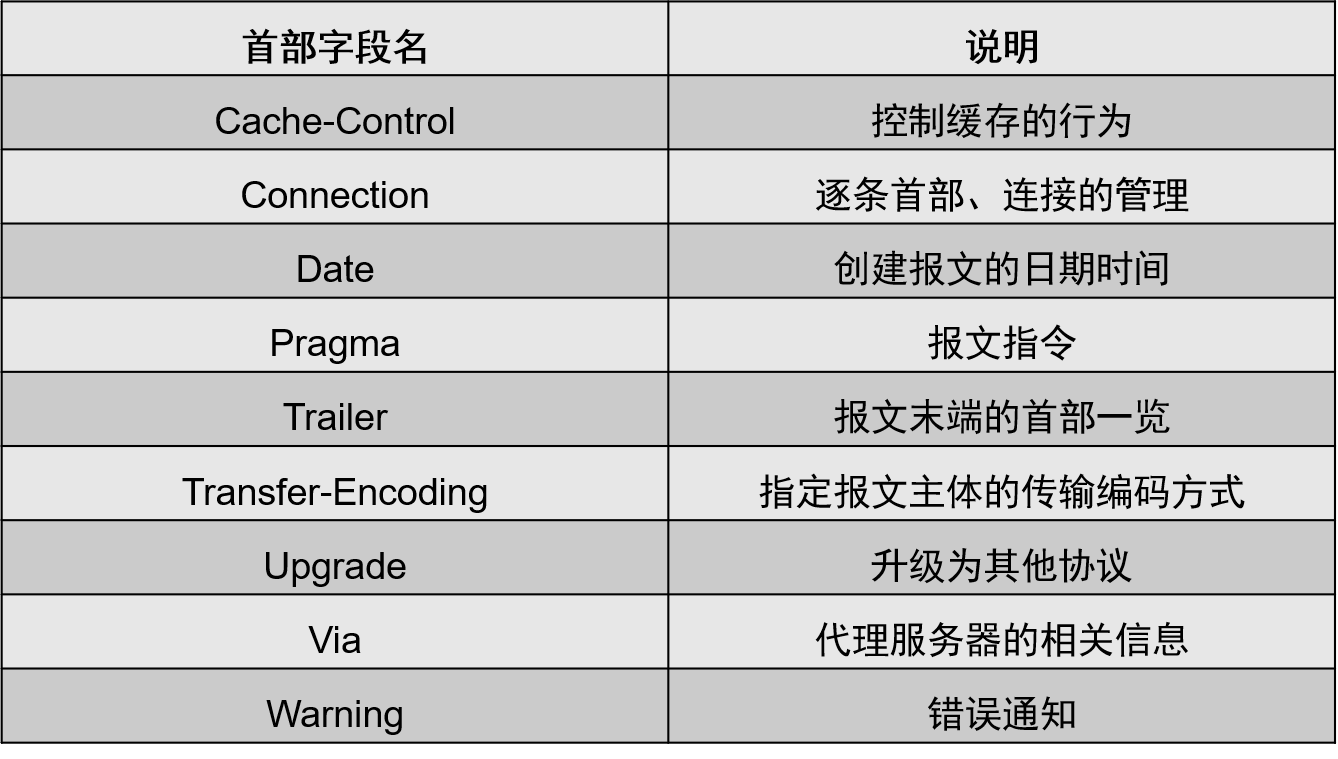 首部字段名 说明
Cache-Control 控制缓存的行为
Connection 逐条首部、连接的管理
Date 创建报文的日期时间
Pragma 报文指令
Trailer 报文末端的首部一览
Transfer-Encoding 指定报文主体的传输编码方式
Upgrade 升级为其他协议
Via 代理服务器的相关信息
Warning 错误通知